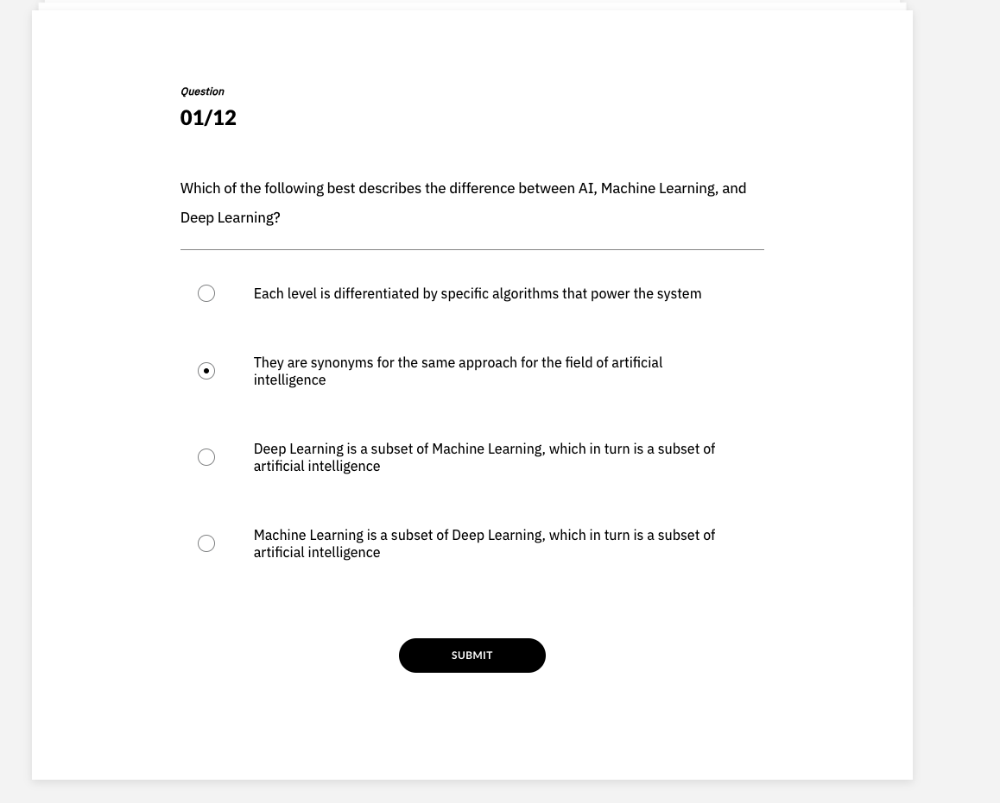 Question
01/12
Which of the following best describes the difference between AI, Machine Learning, and
Deep Learning?
Each level is differentiated by specific algorithms that power the system
They are synonyms for the same approach for the field of artificial
intelligence
Deep Learning is a subset of Machine Learning, which in turn is a subset of
artificial intelligence
Machine Learning is a subset of Deep Learning, which in turn is a subset of
artificial intelligence
SUBMIT